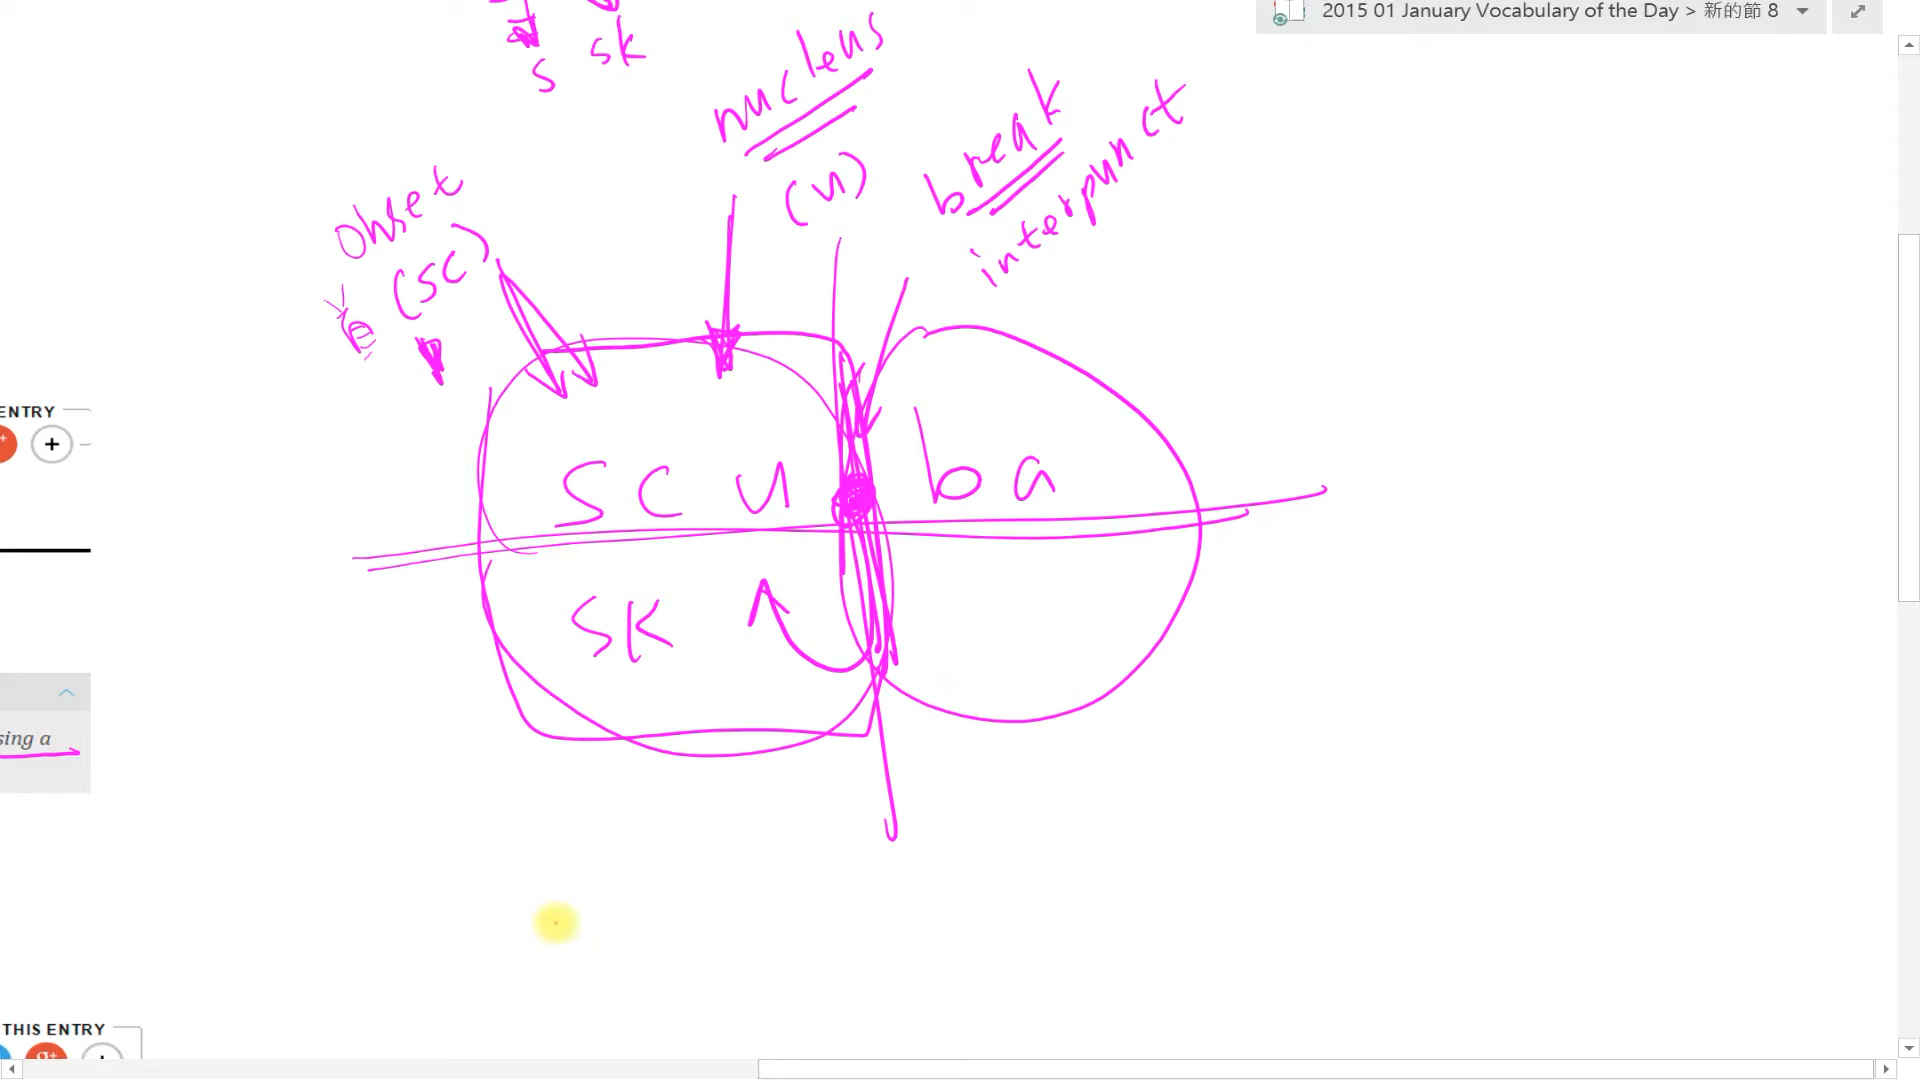 2015 01 January Vocabulary of the Day > 新的節 8
s
sk
nucleus
(u)
break
interpunct
onset
(sc)
scu ba
sk
ENTRY
sing a
THIS ENTRY
g+